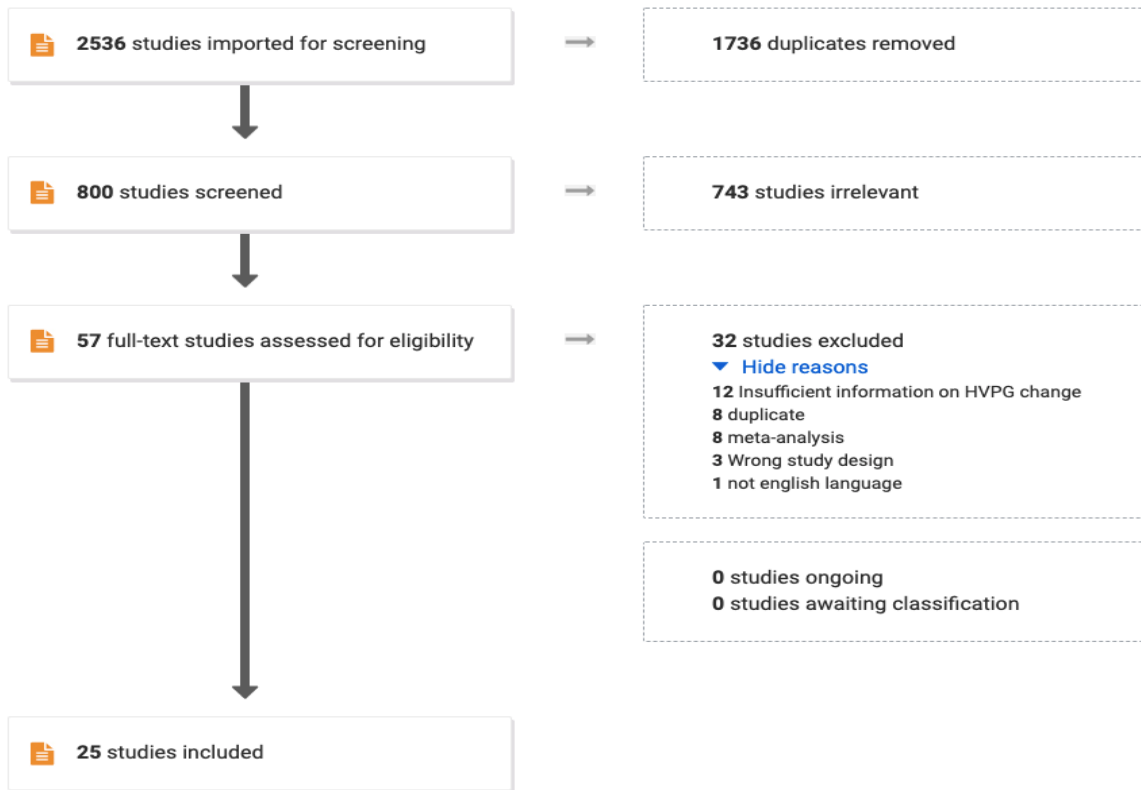 2536 studies imported for screening
1736 duplicates removed
800 studies screened
743 studies irrelevant
57 full-text studies assessed for eligibility
32 studies excluded
Hide reasons
12 Insufficient information on HVPG change
8 duplicate
8 meta-analysis
3 Wrong study design
1 not english language
0 studies ongoing
0 studies awaiting classification
25 studies included